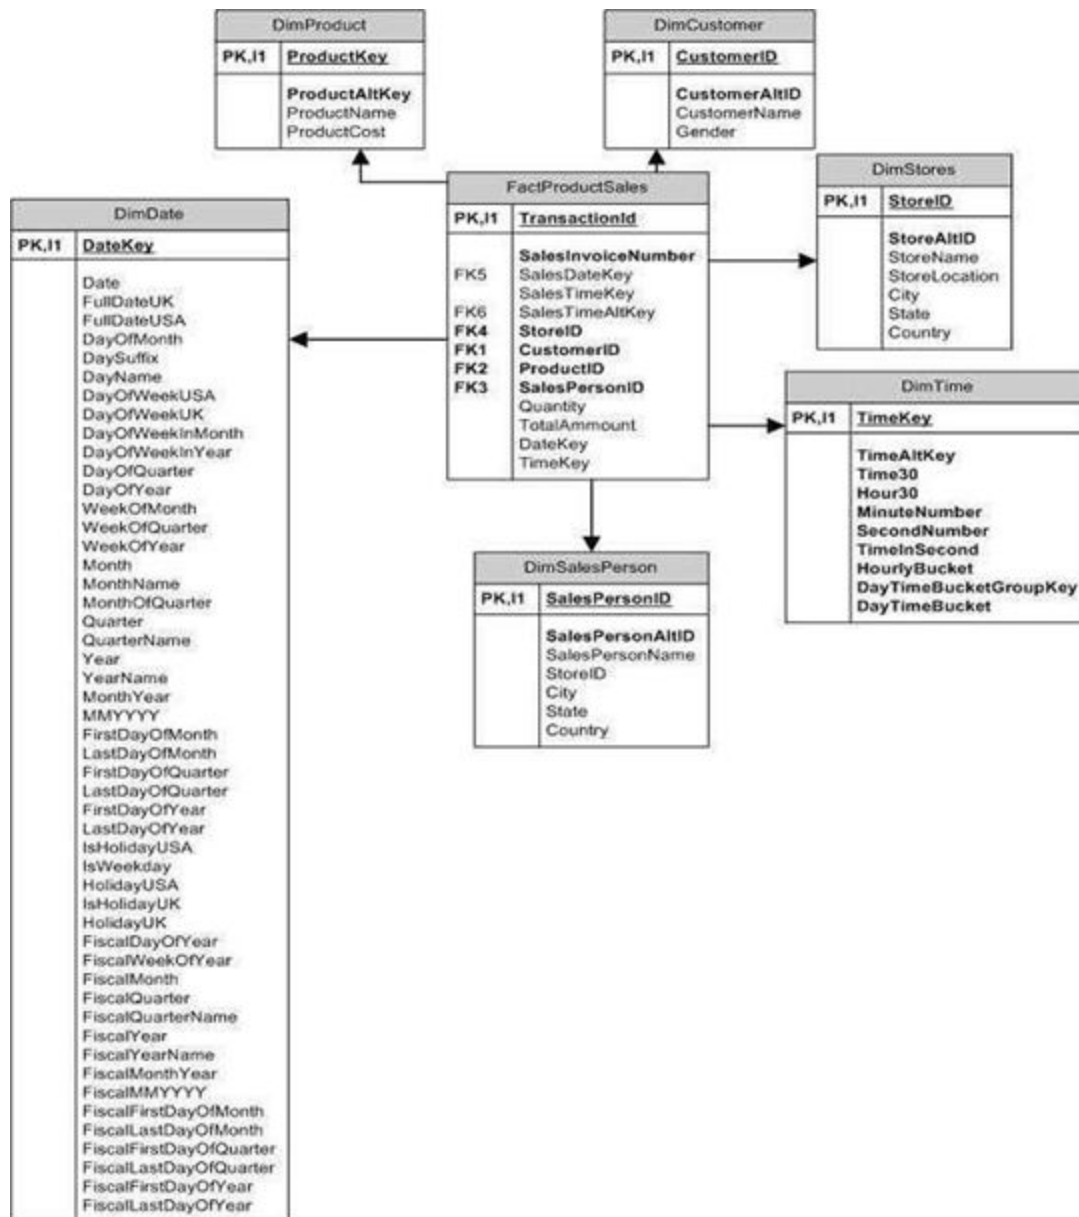 DimProduct
PK,I1 ProductKey
ProductAltKey
ProductName
ProductCost
DimCustomer
PK,I1 CustomerID
CustomerAltID
CustomerName
Gender
DimStores
PK,I1 StoreID
StoreAltID
StoreName
StoreLocation
City
State
Country
FactProductSales
PK,I1 TransactionId
SalesInvoiceNumber
FK5 SalesDateKey
SalesTimeKey
FK6 SalesTimeAltKey
FK4 StoreID
FK1 CustomerID
FK2 ProductID
FK3 SalesPersonID
Quantity
TotalAmmount
DateKey
TimeKey
DimDate
PK,I1 DateKey
Date
FullDateUK
FullDateUSA
DayOfMonth
DaySuffix
DayName
DayOfWeekUSA
DayOfWeekUK
DayOfWeekInMonth
DayOfWeekInYear
DayOfQuarter
DayOfYear
WeekOfMonth
WeekOfQuarter
WeekOfYear
Month
MonthName
MonthOfQuarter
Quarter
QuarterName
Year
YearName
MonthYear
MMYYYY
FirstDayOfMonth
LastDayOfMonth
FirstDayOfQuarter
LastDayOfQuarter
FirstDayOfYear
LastDayOfYear
IsHolidayUSA
IsWeekday
HolidayUSA
IsHolidayUK
HolidayUK
FiscalDayOfYear
FiscalWeekOfYear
FiscalMonth
FiscalQuarter
FiscalQuarterName
FiscalYear
FiscalYearName
FiscalMonthYear
FiscalMMYYYY
FiscalFirstDayOfMonth
FiscalLastDayOfMonth
FiscalFirstDayOfQuarter
FiscalLastDayOfQuarter
FiscalFirstDayOfYear
FiscalLastDayOfYear
DimTime
PK,I1 TimeKey
TimeAltKey
Time30
Hour30
MinuteNumber
SecondNumber
TimeInSecond
HourlyBucket
DayTimeBucketGroupKey
DayTimeBucket
DimSalesPerson
PK,I1 SalesPersonID
SalesPersonAltID
SalesPersonName
StoreID
City
State
Country